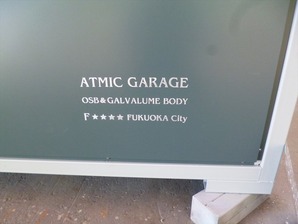 ATMIC GARAGE
OSB&GALVALUME BODY
F★★★★ FUKUOKA City